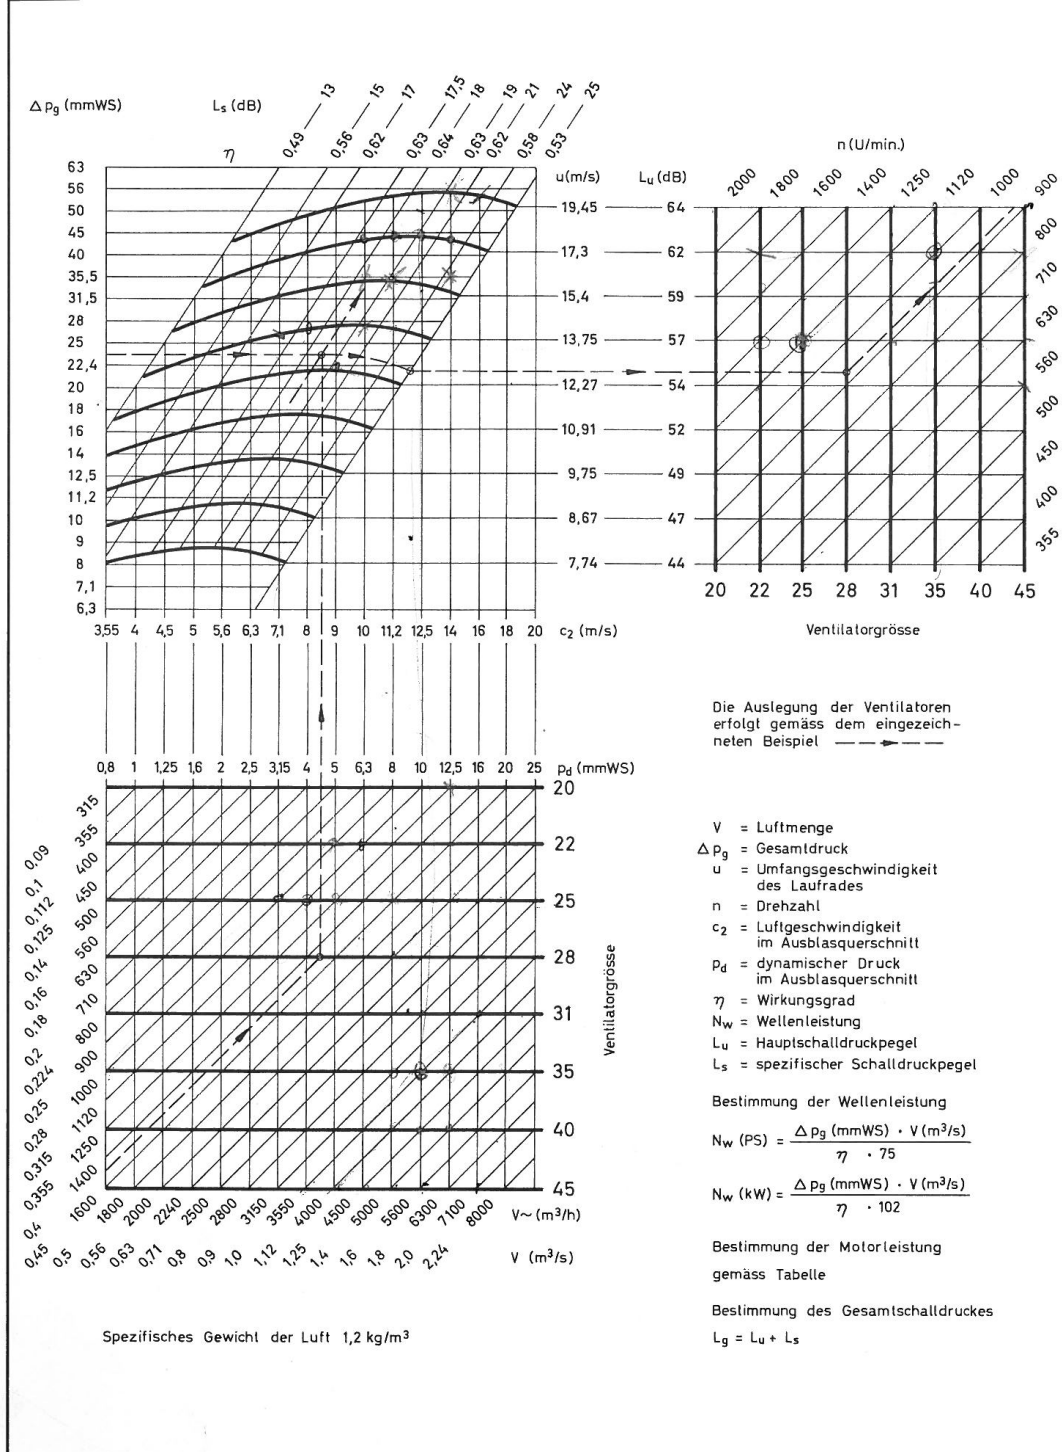 Δ pg (mmWS)
Ls (dB)
η
0,49 13
0,56 15
0,62 17
0,63 17,5
0,64 18
0,63 19
0,62 21
0,58 24
0,53 25
63
56
50
45
40
35,5
31,5
28
25
22,4
20
18
16
14
12,5
11,2
10
9
8
7,1
6,3
u(m/s) Lu (dB)
19,45 64
17,3 62
15,4 59
13,75 57
12,27 54
10,91 52
9,75 49
8,67 47
7,74 44
3,55 4 4,5 5 5,6 6,3 7,1 8 9 10 11,2 12,5 14 16 18 20 c2 (m/s)
n (U/min.)
2000 1800 1600 1400 1250 1120 1000 900
800
710
630
560
500
450
400
355
20 22 25 28 31 35 40 45
Ventilatorgrösse
Die Auslegung der Ventilatoren
erfolgt gemäss dem eingezeich-
neten Beispiel
0,8 1 1,25 1,6 2 2,5 3,15 4 5 6,3 8 10 12,5 16 20 25 pd (mmWS)
20
22
25
28
31
35
40
45
Ventilatorgrösse
315
355
400
450
500
560
630
710
800
900
1000
1120
1250
1400
1600 1800 2000 2240 2500 2800 3150 3550 4000 4500 5000 5600 6300 7100 8000 V~ (m³/h)
0,09
0,1
0,112
0,125
0,14
0,16
0,18
0,2
0,224
0,25
0,28
0,315
0,355
0,4
0,45 0,5 0,56 0,63 0,71 0,8 0,9 1,0 1,12 1,25 1,4 1,6 1,8 2,0 2,24 V (m³/s)
Spezifisches Gewicht der Luft 1,2 kg/m³
V = Luftmenge
Δ pg = Gesamtdruck
u = Umfangsgeschwindigkeit
des Laufrades
n = Drehzahl
c2 = Luftgeschwindigkeit
im Ausblasquerschnitt
pd = dynamischer Druck
im Ausblasquerschnitt
η = Wirkungsgrad
Nw = Wellenleistung
Lu = Hauptschalldruckpegel
Ls = spezifischer Schalldruckpegel
Bestimmung der Wellenleistung
Nw (PS) = Δ pg (mmWS) · V (m³/s)
η · 75
Nw (kW) = Δ pg (mmWS) · V (m³/s)
η · 102
Bestimmung der Motorleistung
gemäss Tabelle
Bestimmung des Gesamtschalldruckes
Lg = Lu + Ls